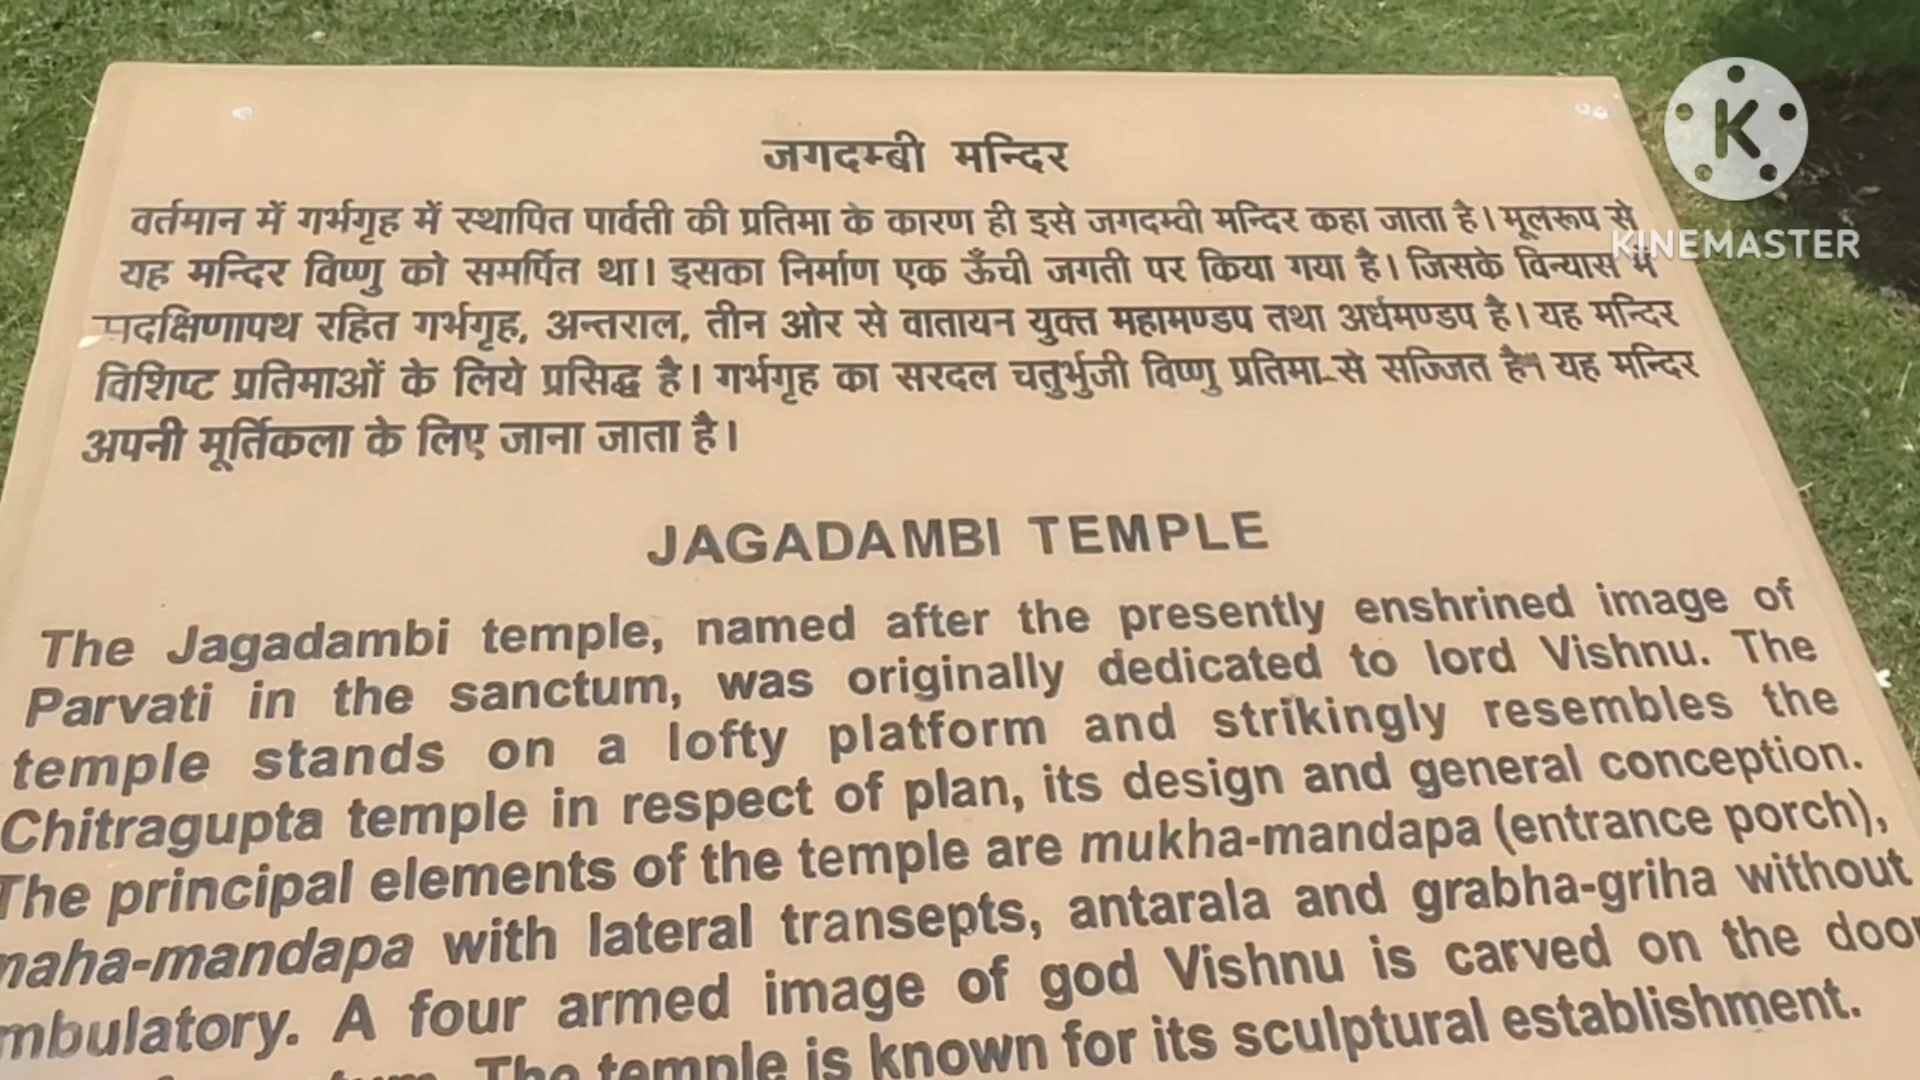 जगदम्बी मन्दिर
वर्तमान में गर्भगृह में स्थापित पार्वती की प्रतिमा के कारण ही इसे जगदम्वी मन्दिर कहा जाता है। मूलरूप से
यह मन्दिर विष्णु को समर्पित था। इसका निर्माण एक ऊँची जगती पर किया गया है। जिसके विन्यास में
प्रदक्षिणापथ रहित गर्भगृह, अन्तराल, तीन ओर से वातायन युक्त महामण्डप तथा अर्धमण्डप है। यह मन्दिर
विशिष्ट प्रतिमाओं के लिये प्रसिद्ध है। गर्भगृह का सरदल चतुर्भुजी विष्णु प्रतिमा से सज्जित है। यह मन्दिर
अपनी मूर्तिकला के लिए जाना जाता है।
JAGADAMBI TEMPLE
The Jagadambi temple, named after the presently enshrined image of
Parvati in the sanctum, was originally dedicated to lord Vishnu. The
temple stands on a lofty platform and strikingly resembles the
Chitragupta temple in respect of plan, its design and general conception.
The principal elements of the temple are mukha-mandapa (entrance porch),
maha-mandapa with lateral transepts, antarala and grabha-griha without
mbulatory. A four armed image of god Vishnu is carved on the door
The temple is known for its sculptural establishment.
K
KINEMASTER